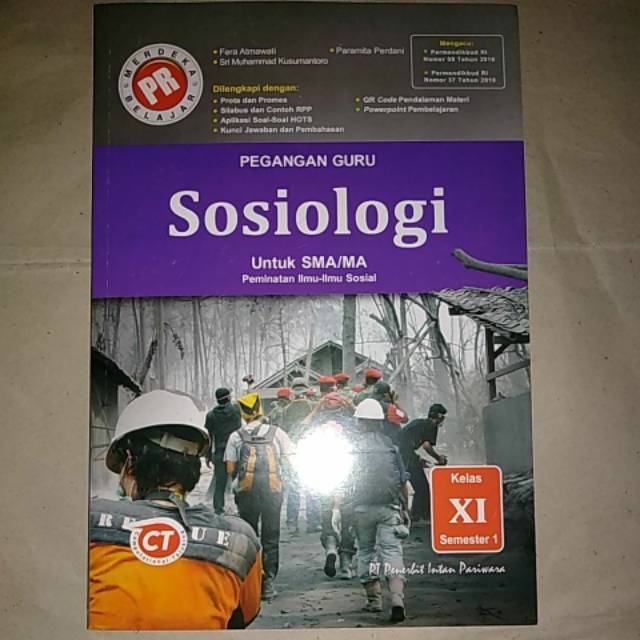 MERDEKA
PR
BELAJAR
• Fera Atmawati
• Paramita Perdani
• Sri Muhammad Kusumantoro
Mengacu:
• Permendikbud RI
Nomor 08 Tahun 2016
• Permendikbud RI
Nomor 37 Tahun 2018
Dilengkapi dengan:
• Prota dan Promes
• Silabus dan Contoh RPP
• Aplikasi Soal-Soal HOTS
• Kunci Jawaban dan Pembahasan
• QR Code Pendalaman Materi
• Powerpoint Pembelajaran
PEGANGAN GURU
Sosiologi
Untuk SMA/MA
Peminatan Ilmu-Ilmu Sosial
Kelas
XI
Semester 1
CT
PT Penerbit Intan Pariwara